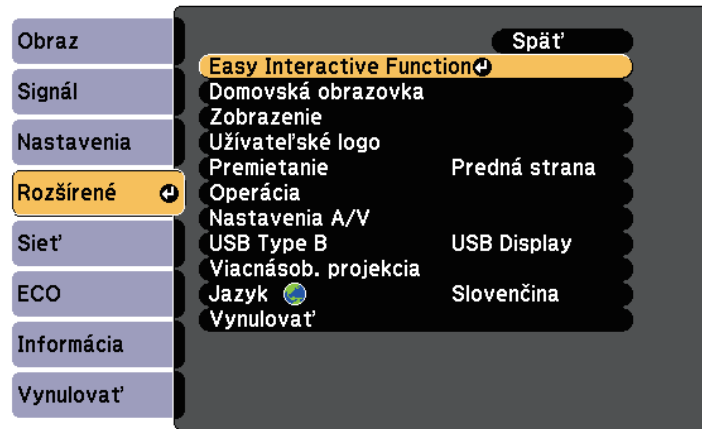 Obraz
Signál
Nastavenia
Rozšírené
Sieť
ECO
Informácia
Vynulovať
Späť
Easy Interactive Function
Domovská obrazovka
Zobrazenie
Užívateľské logo
Premietanie Predná strana
Operácia
Nastavenia A/V
USB Type B USB Display
Viacnásob. projekcia
Jazyk Slovenčina
Vynulovať